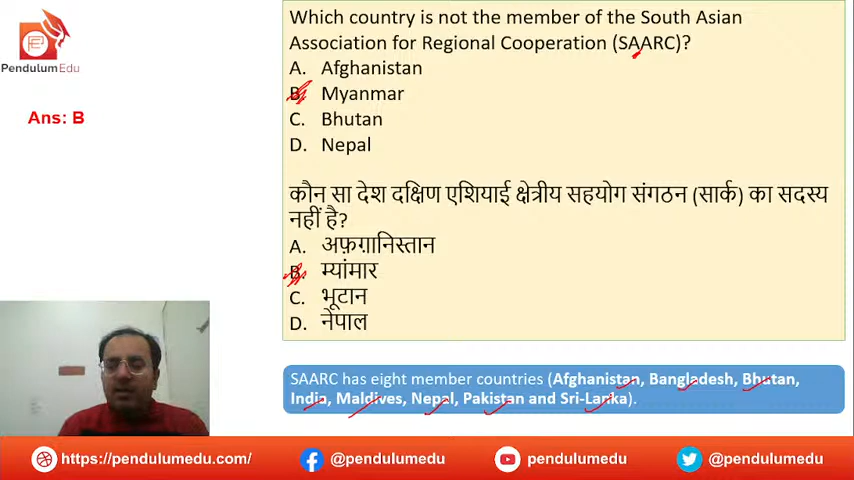 Pendulum Edu
Ans: B
Which country is not the member of the South Asian
Association for Regional Cooperation (SAARC)?
A. Afghanistan
B. Myanmar
C. Bhutan
D. Nepal
कौन सा देश दक्षिण एशियाई क्षेत्रीय सहयोग संगठन (सार्क) का सदस्य
नहीं है?
A. अफ़ग़ानिस्तान
B. म्यांमार
C. भूटान
D. नेपाल
SAARC has eight member countries (Afghanistan, Bangladesh, Bhutan,
India, Maldives, Nepal, Pakistan and Sri-Lanka).
https://pendulumedu.com/
@pendulumedu
@pendulumedu
@pendulumedu